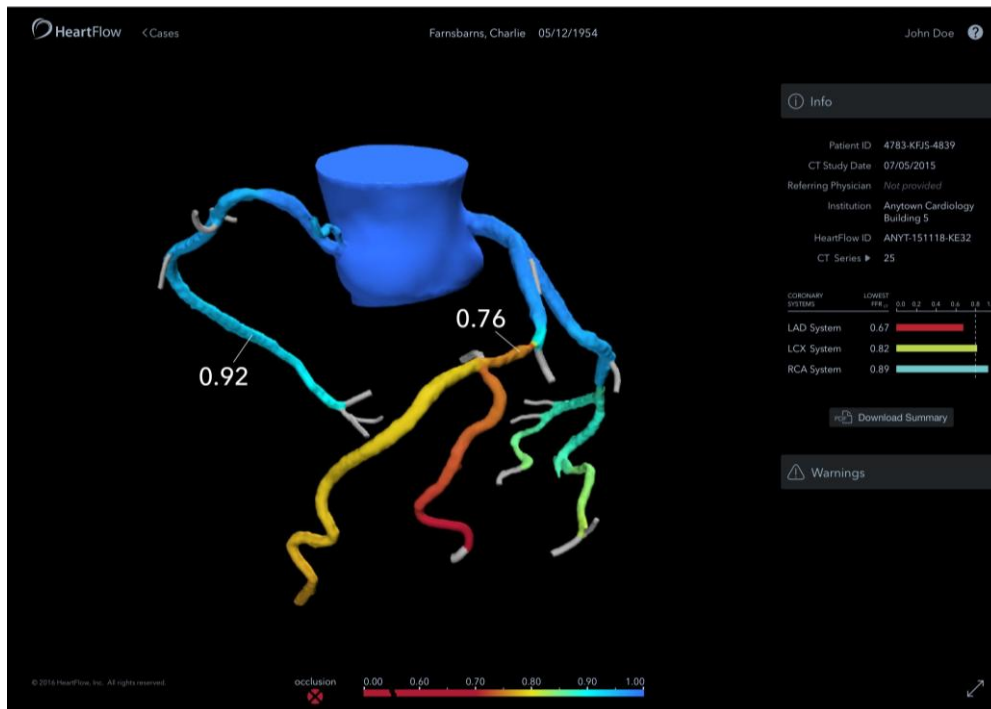 HeartFlow
Cases
Farnsbarns, Charlie 05/12/1954
John Doe
?
Info
Patient ID 4783-KFJS-4839
CT Study Date 07/05/2015
Referring Physician Not provided
Institution Anytown Cardiology
Building 5
HeartFlow ID ANYT-151118-KE32
CT Series 25
CORONARY SYSTEMS LOWEST FFR CT 0.0 0.2 0.4 0.6 0.8 1
LAD System 0.67
LCX System 0.82
RCA System 0.89
PDF Download Summary
Warnings
0.76
0.92
© 2016 HeartFlow, Inc. All rights reserved.
occlusion 0.00 0.60 0.70 0.80 0.90 1.00